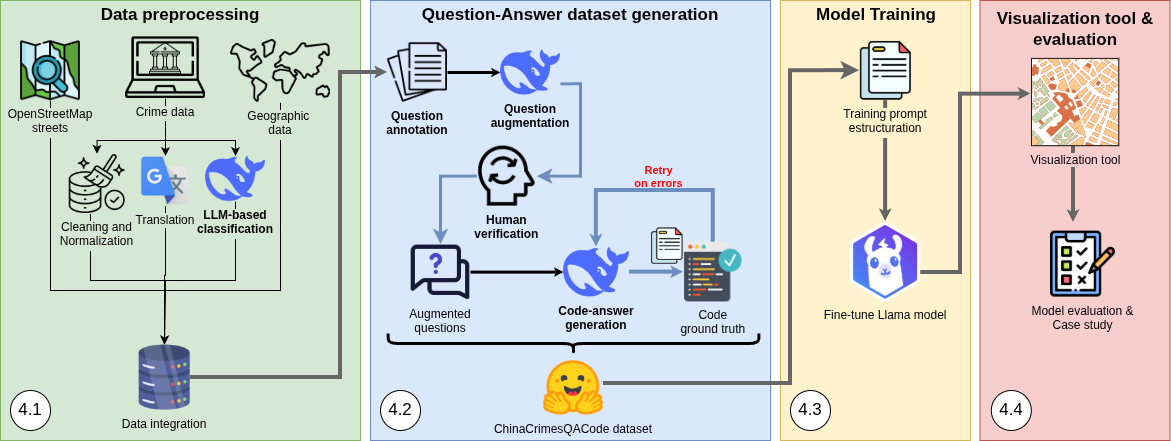 Data preprocessing
OpenStreetMap
streets
Crime data
Geographic
data
G
文
Cleaning and
Normalization
Translation
LLM-based
classification
Data integration
4.1
Question-Answer dataset generation
Question
annotation
Question
augmentation
Human
verification
Retry
on errors
?
Augmented
questions
Code-answer
generation
Code
ground truth
ChinaCrimesQACode dataset
4.2
Model Training
Training prompt
estructuration
Fine-tune Llama model
4.3
Visualization tool &
evaluation
Visualization tool
Model evaluation &
Case study
4.4